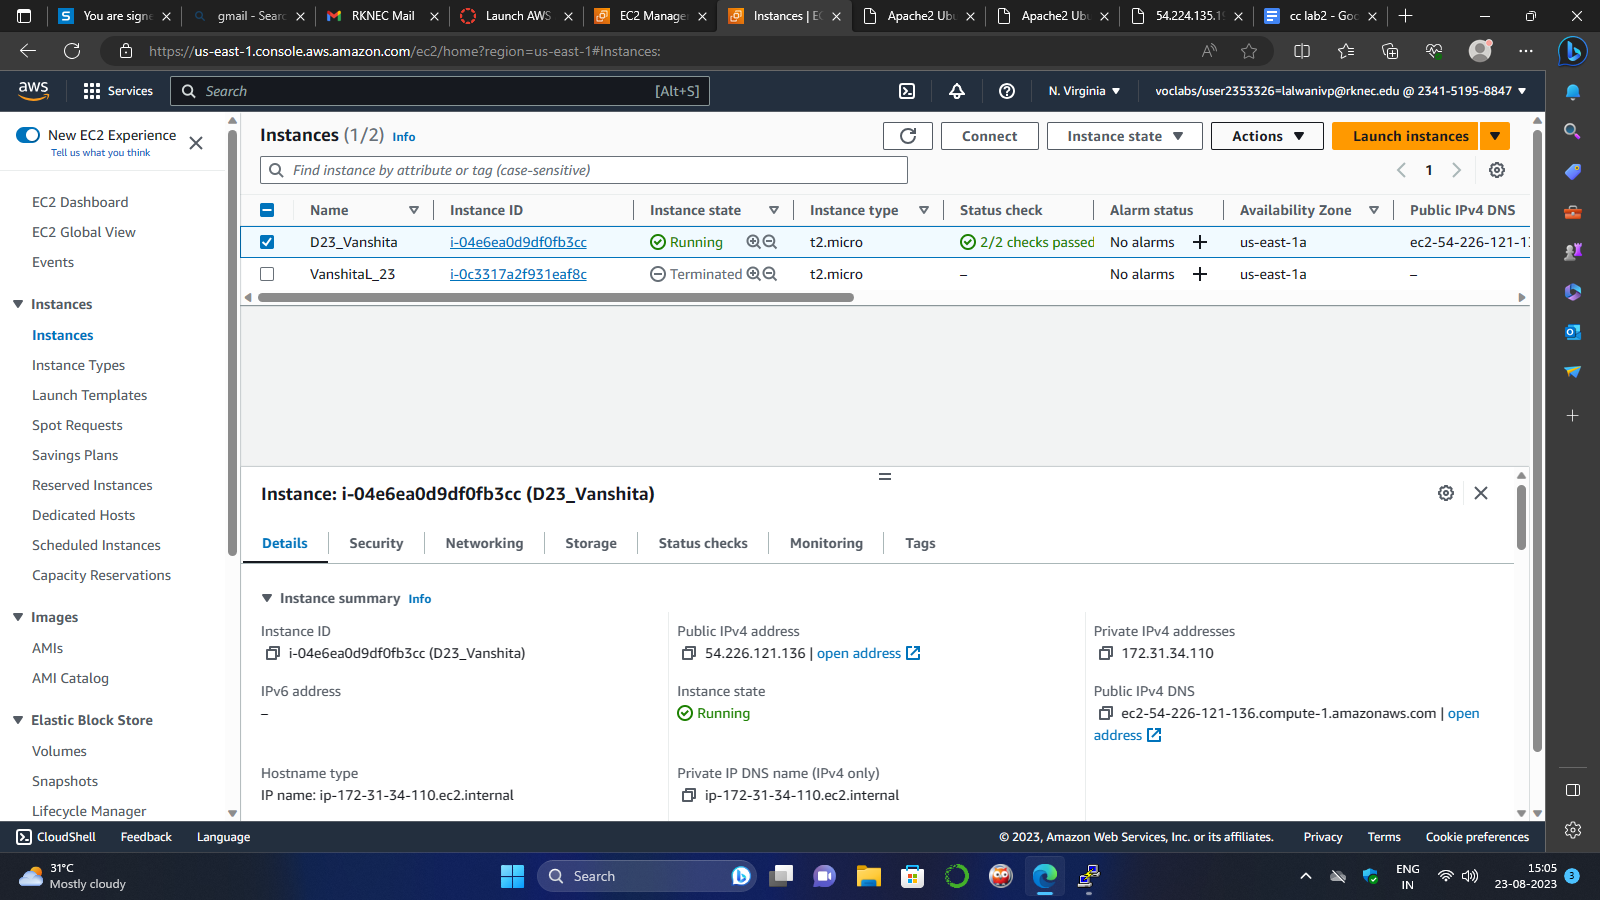 You are signe
gmail - Searc
RKNEC Mail
Launch AWS
EC2 Manage
Instances | EC
Apache2 Ubu
Apache2 Ubu
54.224.135.19
cc lab2 - Goo
https://us-east-1.console.aws.amazon.com/ec2/home?region=us-east-1#Instances:
aws
Services
Search
[Alt+S]
N. Virginia
voclabs/user2353326=lalwanivp@rknec.edu @ 2341-5195-8847
New EC2 Experience
Tell us what you think
EC2 Dashboard
EC2 Global View
Events
Instances
Instances
Instance Types
Launch Templates
Spot Requests
Savings Plans
Reserved Instances
Dedicated Hosts
Scheduled Instances
Capacity Reservations
Images
AMIs
AMI Catalog
Elastic Block Store
Volumes
Snapshots
Lifecycle Manager
Instances (1/2) Info
Connect
Instance state
Actions
Launch instances
Find instance by attribute or tag (case-sensitive)
1
Name Instance ID Instance state Instance type Status check Alarm status Availability Zone Public IPv4 DNS
D23_Vanshita i-04e6ea0d9df0fb3cc Running t2.micro 2/2 checks passed No alarms + us-east-1a ec2-54-226-121-13
VanshitaL_23 i-0c3317a2f931eaf8c Terminated t2.micro – No alarms + us-east-1a –
Instance: i-04e6ea0d9df0fb3cc (D23_Vanshita)
Details Security Networking Storage Status checks Monitoring Tags
Instance summary Info
Instance ID
i-04e6ea0d9df0fb3cc (D23_Vanshita)
Public IPv4 address
54.226.121.136 | open address
Private IPv4 addresses
172.31.34.110
IPv6 address
–
Instance state
Running
Public IPv4 DNS
ec2-54-226-121-136.compute-1.amazonaws.com | open
address
Hostname type
IP name: ip-172-31-34-110.ec2.internal
Private IP DNS name (IPv4 only)
ip-172-31-34-110.ec2.internal
CloudShell Feedback Language
© 2023, Amazon Web Services, Inc. or its affiliates. Privacy Terms Cookie preferences
31°C
Mostly cloudy
Search
ENG
IN
15:05
23-08-2023
3